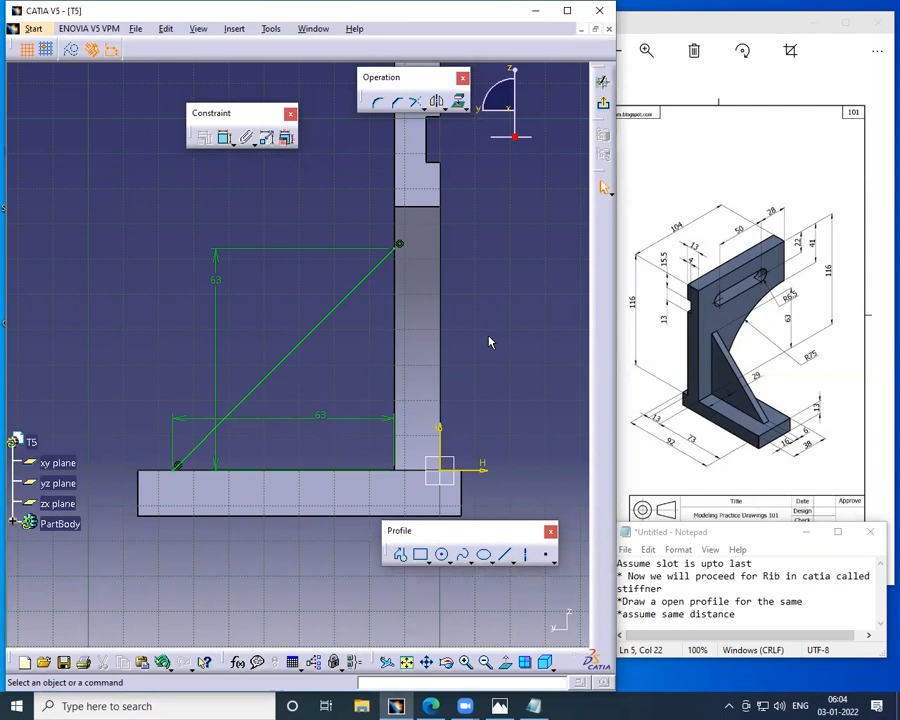 CATIA V5 - [T5]
Start
ENOVIA V5 VPM
File
Edit
View
Insert
Tools
Window
Help
Operation
Constraint
z
y
x
63
63
H
T5
xy plane
yz plane
zx plane
PartBody
Profile
z
y
Select an object or a command
m.blogspot.com
101
104
28
50
13
22
41
15.5
4
116
116
R6.5
13
63
R75
29
13
13
73
6
92
16
38
Title
Date
Approve
Design
Modeling Practice Drawings 101
Check
*Untitled - Notepad
File
Edit
Format
View
Help
Assume slot is upto last
* Now we will proceed for Rib in catia called
stiffner
*Draw a open profile for the same
*assume same distance
Ln 5, Col 22
100%
Windows (CRLF)
UTF-8
Type here to search
06:04
03-01-2022